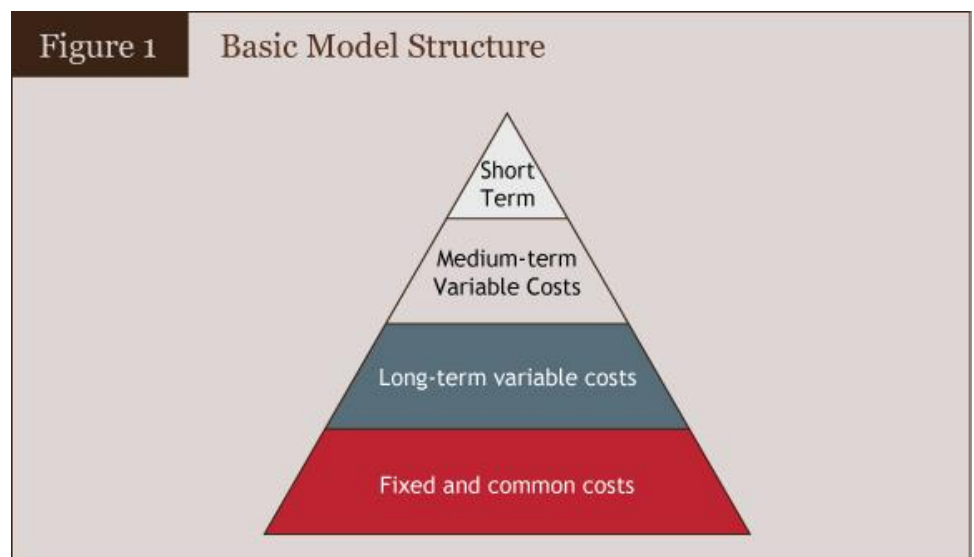 Figure 1
Basic Model Structure
Short
Term
Medium-term
Variable Costs
Long-term variable costs
Fixed and common costs